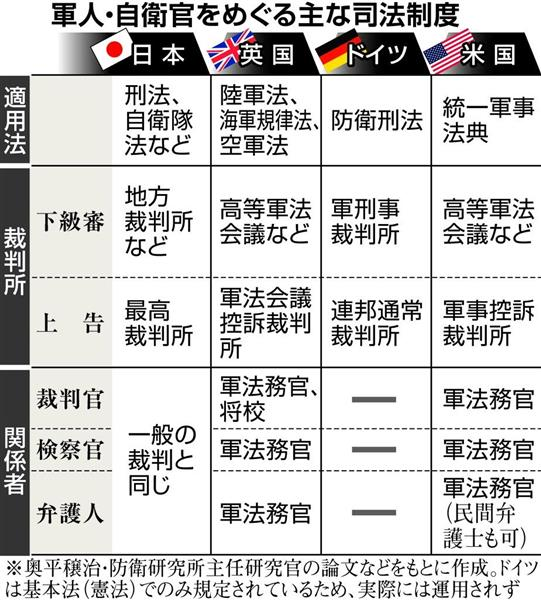 軍人・自衛官をめぐる主な司法制度
日本 英国 ドイツ 米国
適用法
刑法、
自衛隊
法など
陸軍法、
海軍規律法、
空軍法
防衛刑法
統一軍事
法典
裁判所
下級審
地方
裁判所
など
高等軍法
会議など
軍刑事
裁判所
高等軍法
会議など
上告
最高
裁判所
軍法会議
控訴裁判
所
連邦通常
裁判所
軍事控訴
裁判所
関係者
裁判官
一般の
裁判と
同じ
軍法務官、
将校
—
軍法務官
検察官
軍法務官
—
軍法務官
弁護人
軍法務官
—
軍法務官
(民間弁
護士も可)
※奥平穣治・防衛研究所主任研究官の論文などをもとに作成。ドイツ
は基本法(憲法)でのみ規定されているため、実際には運用されず